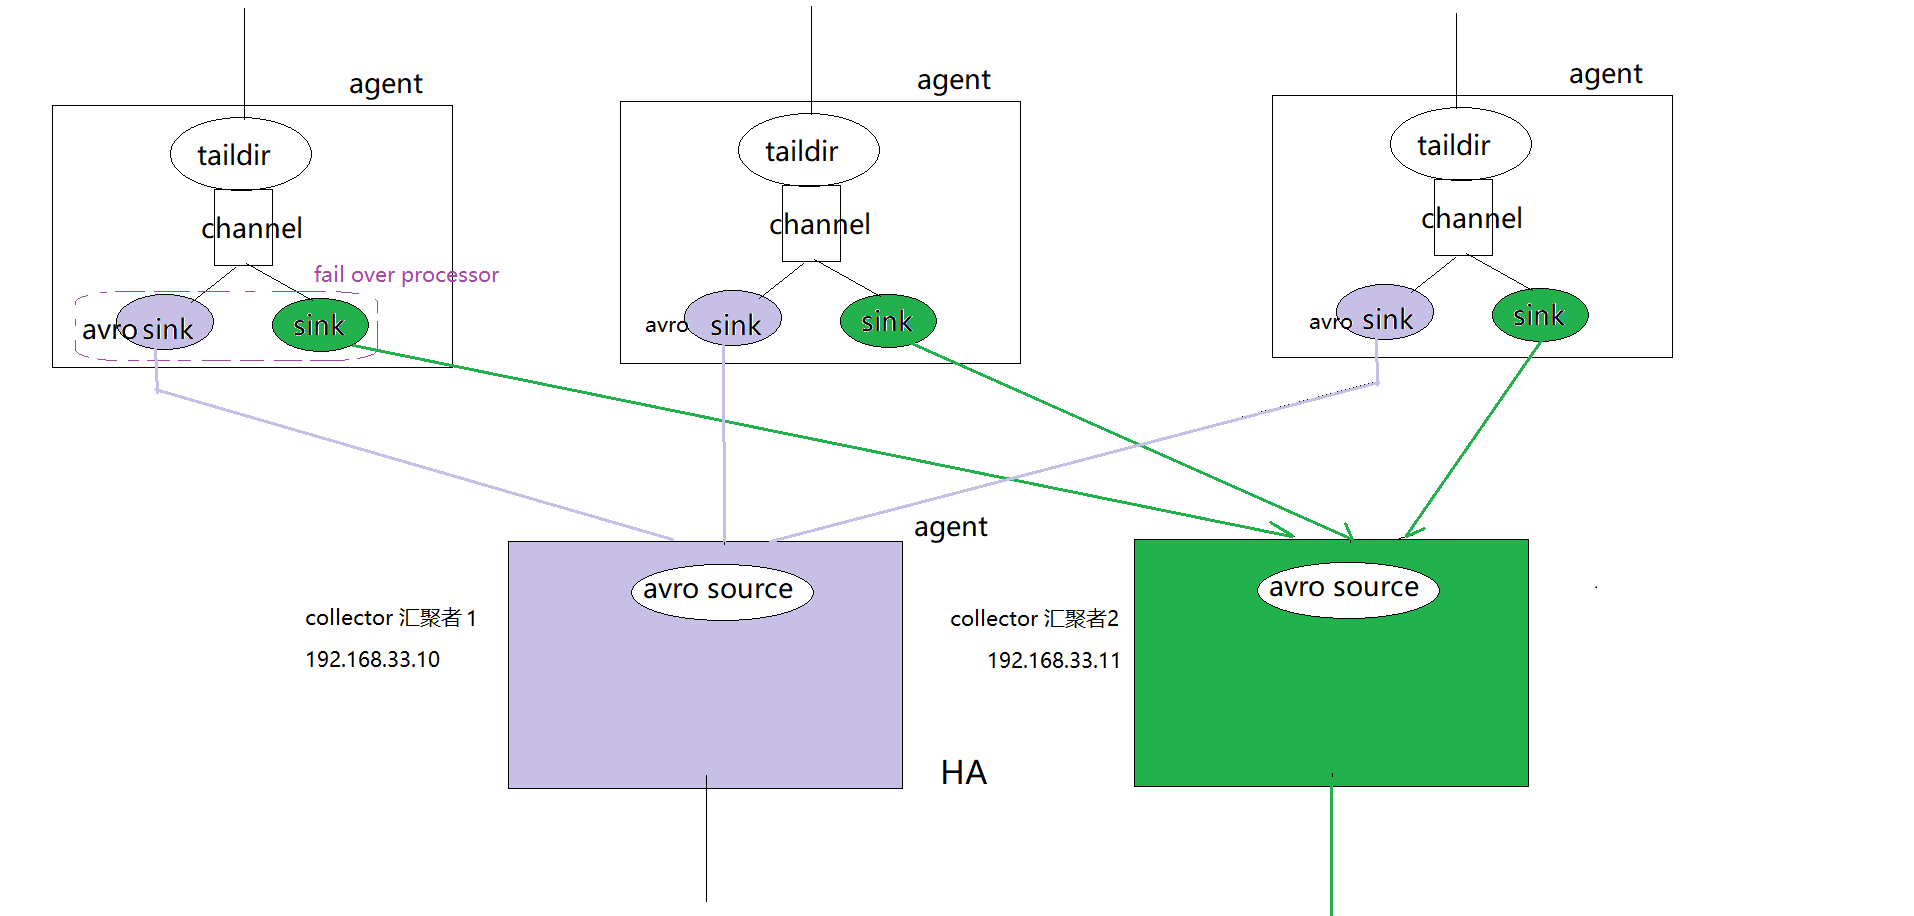 agent
agent
agent
taildir
taildir
taildir
channel
channel
channel
fail over processor
avro sink
sink
avro sink
sink
avro sink
sink
agent
avro source
avro source
collector 汇聚者 1
192.168.33.10
collector 汇聚者2
192.168.33.11
HA